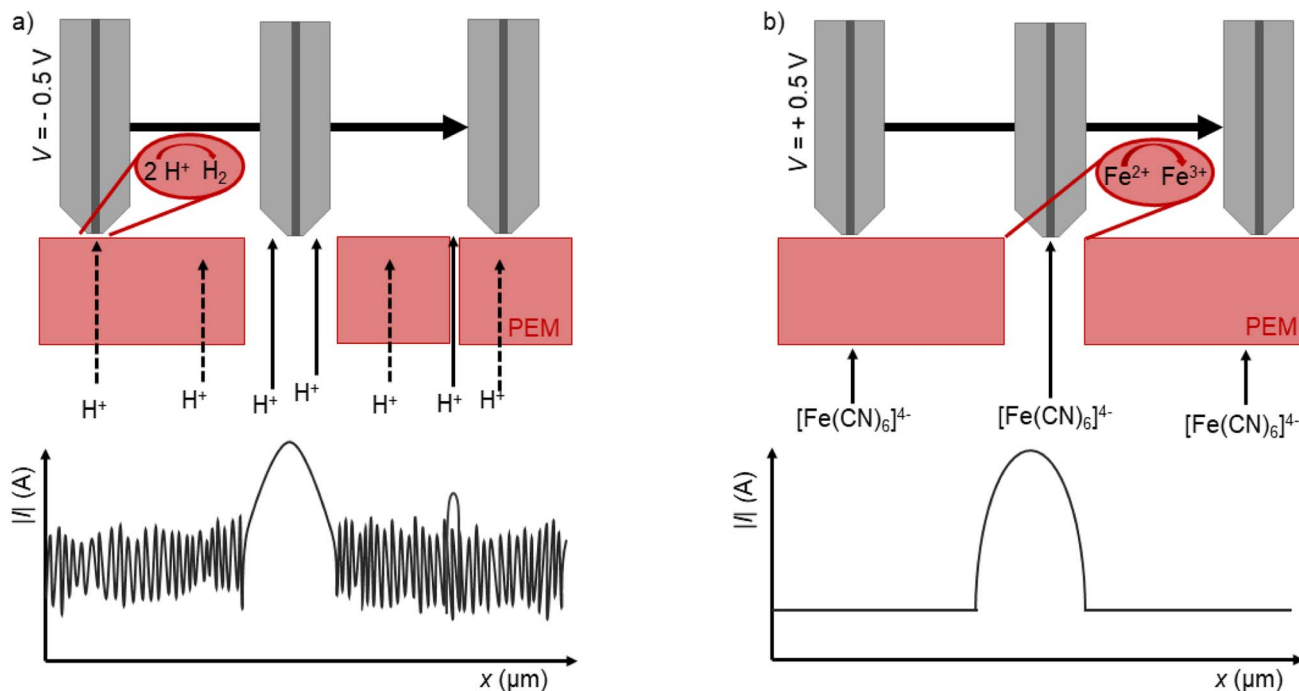 a)
V = - 0.5 V
2 H⁺ H₂
PEM
H⁺
H⁺
H⁺
H⁺
H⁺
H⁺
H⁺
|I| (A)
x (µm)
b)
V = + 0.5 V
Fe²⁺ Fe³⁺
PEM
[Fe(CN)₆]⁴⁻
[Fe(CN)₆]⁴⁻
[Fe(CN)₆]⁴⁻
|I| (A)
x (µm)